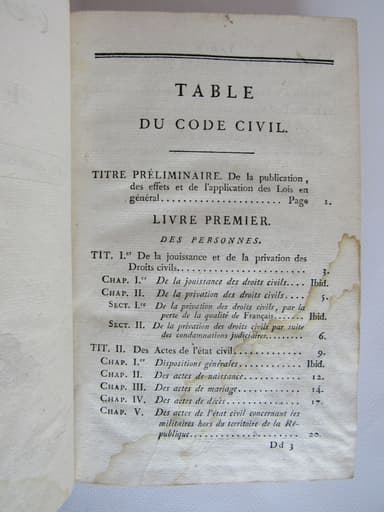 TABLE
DU CODE CIVIL.
TITRE PRÉLIMINAIRE. De la publication,
des effets et de l'application des Lois en
général...................... Page 1.
LIVRE PREMIER.
DES PERSONNES.
TIT. I.er De la jouissance et de la privation des
Droits civils......................... 3.
CHAP. I.er De la jouissance des droits civils.... Ibid.
CHAP. II. De la privation des droits civils..... 5.
SECT. I.re De la privation des droits civils, par la
perte de la qualité de Français....... Ibid.
SECT. II. De la privation des droits civils par suite
des condamnations judiciaires........ 6.
TIT. II. Des Actes de l'état civil............ 9.
CHAP. I.er Dispositions générales............. Ibid.
CHAP. II. Des actes de naissance............. 12.
CHAP. III. Des actes de mariage.............. 14.
CHAP. IV. Des actes de décès................ 17.
CHAP. V. Des actes de l'état civil concernant les
militaires hors du territoire de la Ré-
publique........................ 20.
Dd 3